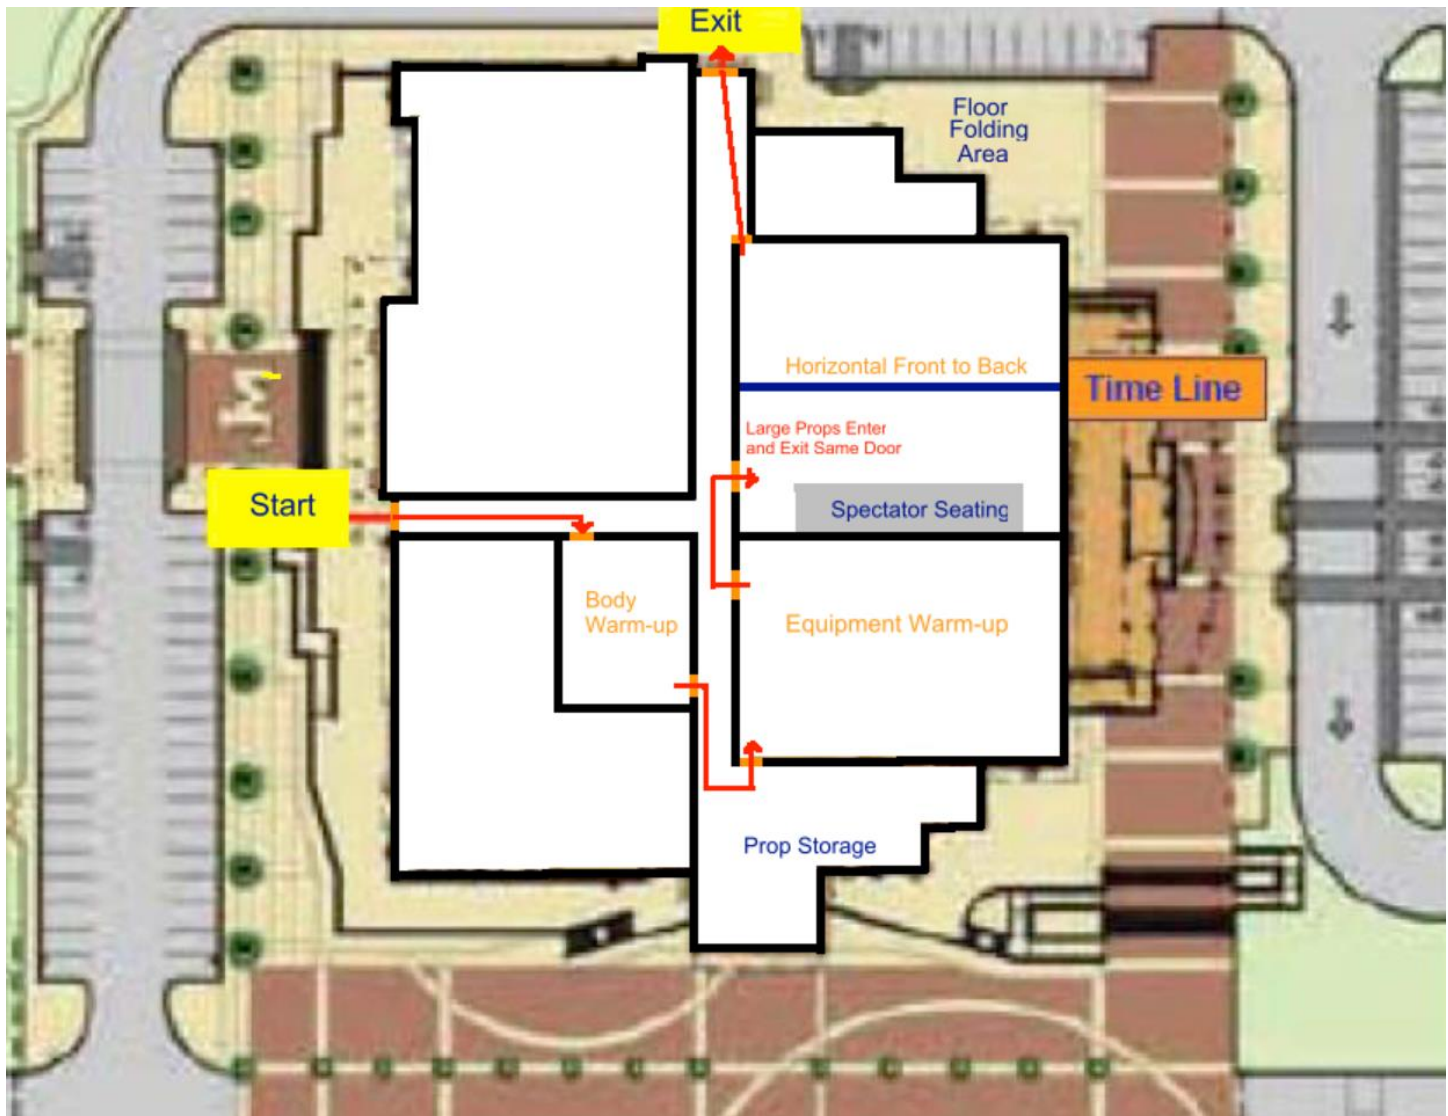 Exit
Floor
Folding
Area
Horizontal Front to Back
Time Line
Large Props Enter
and Exit Same Door
Start
Spectator Seating
Body
Warm-up
Equipment Warm-up
Prop Storage